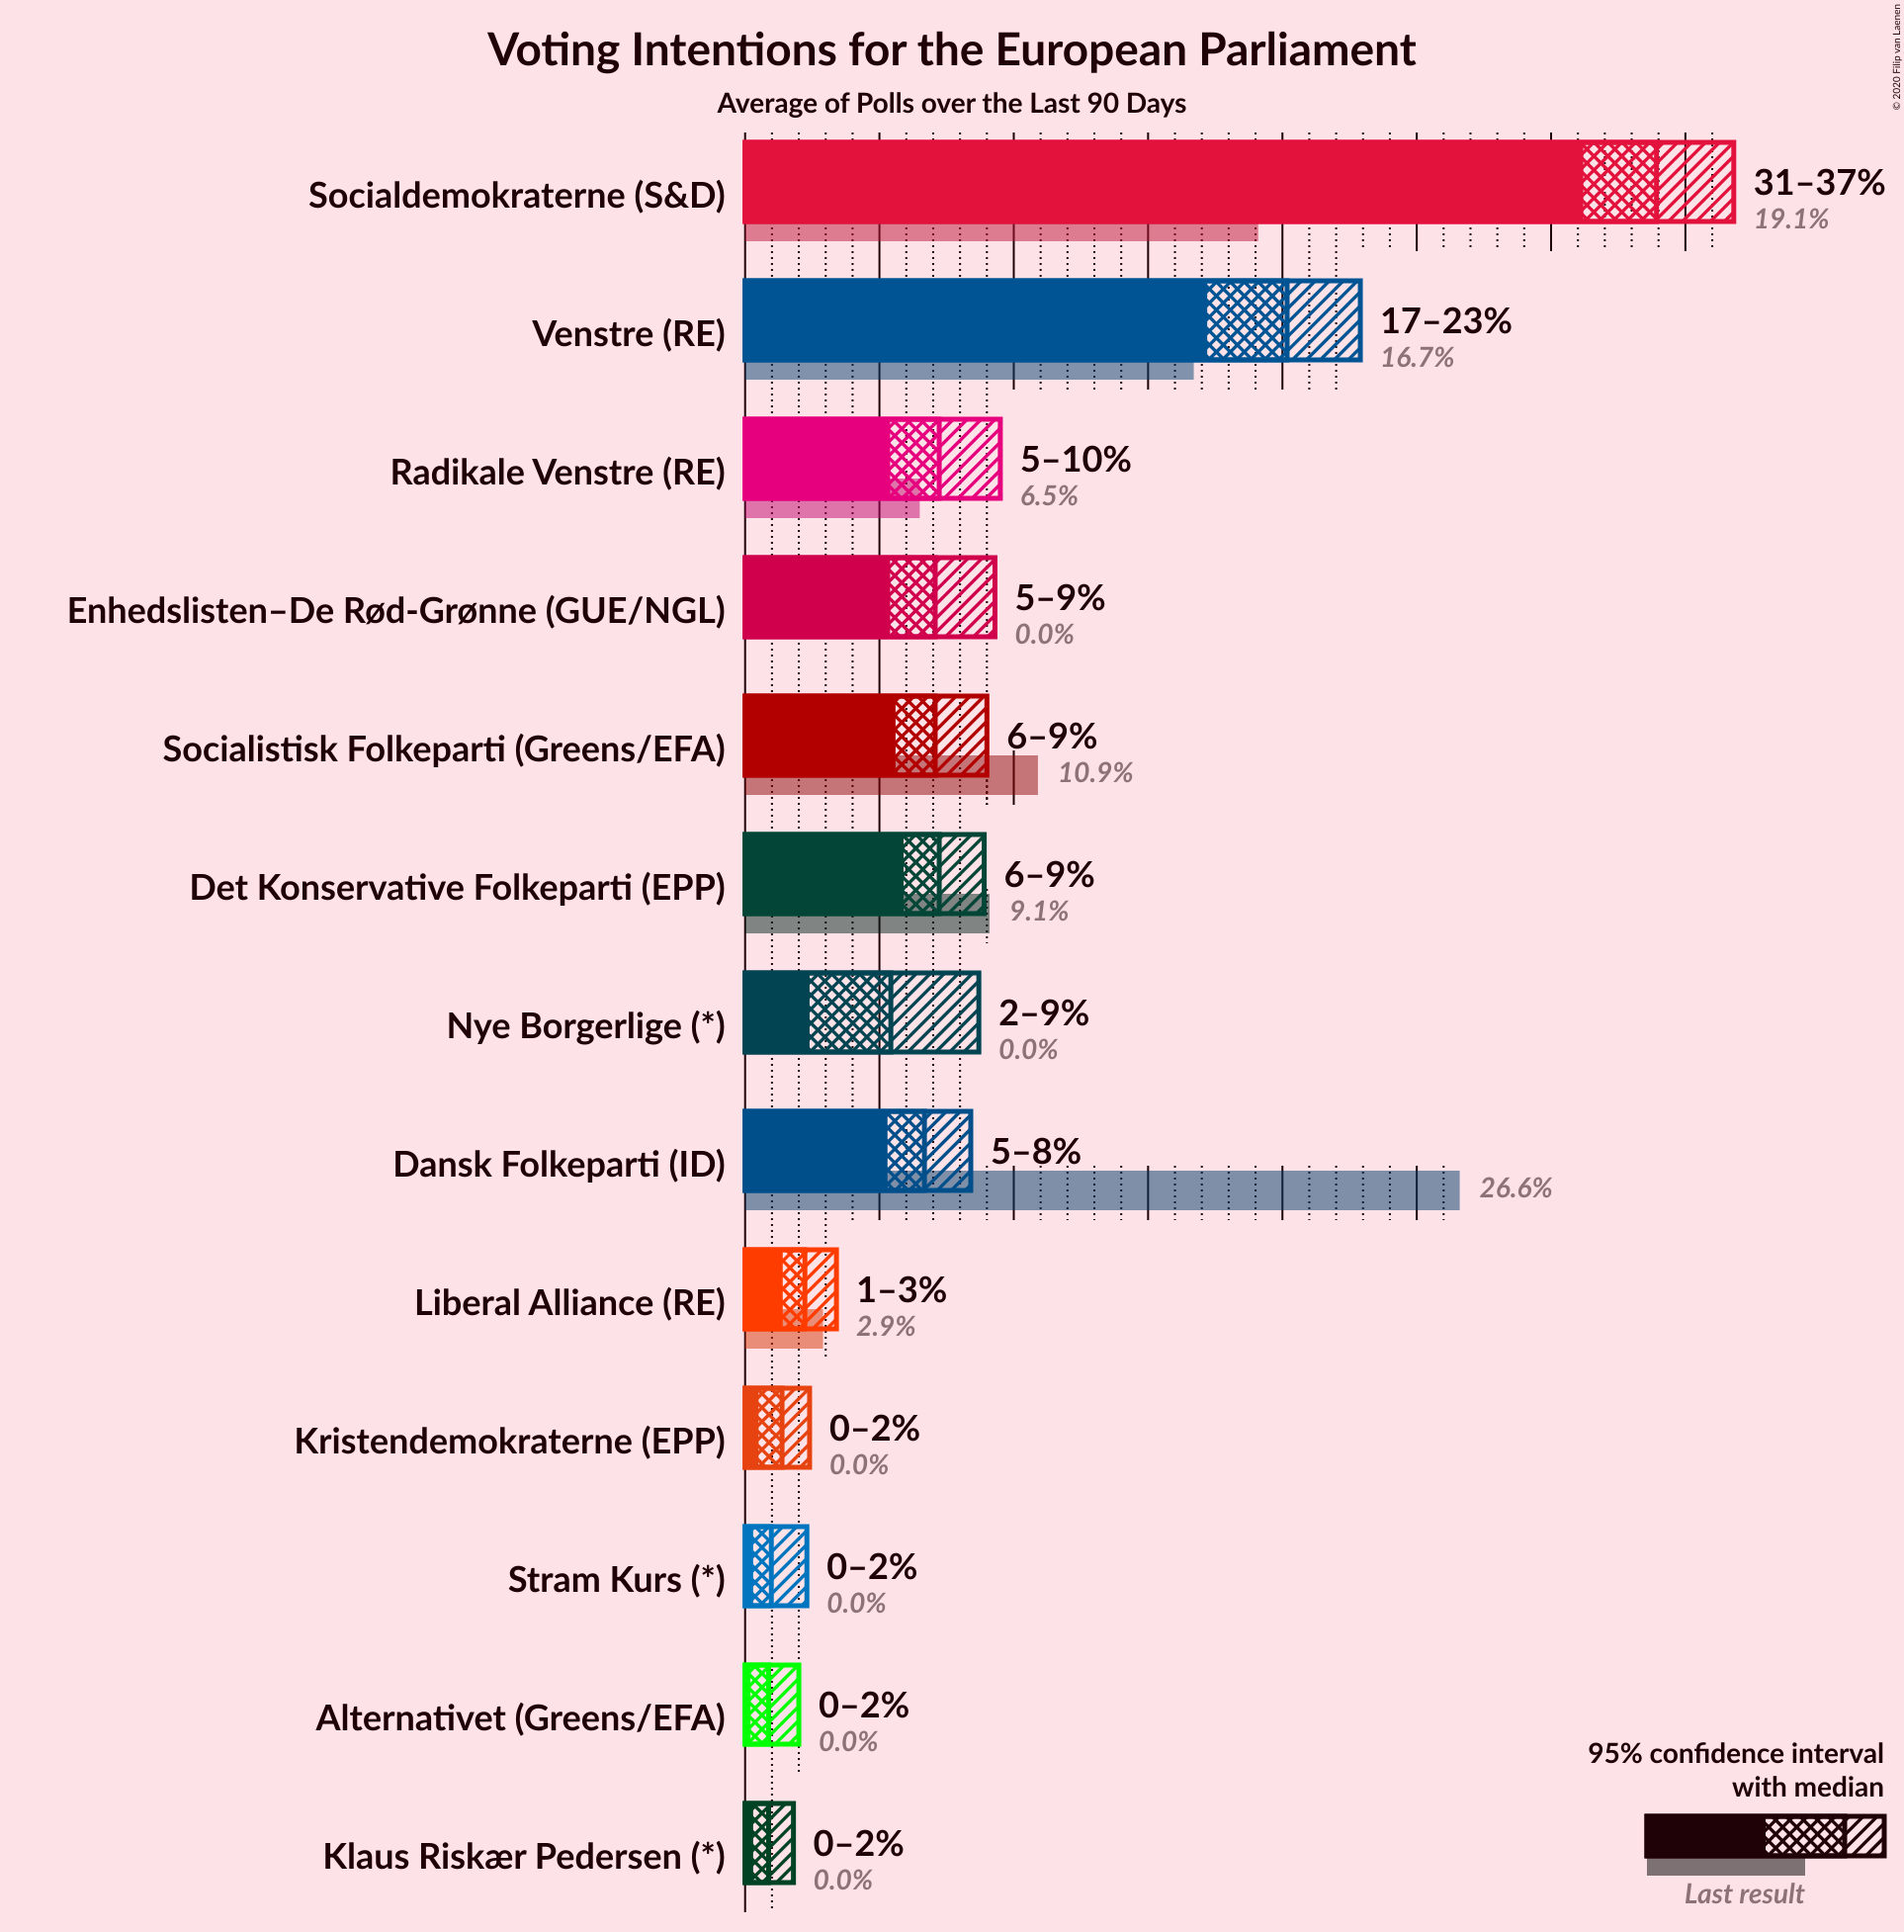 © 2020 Filip van Laenen
Voting Intentions for the European Parliament
Average of Polls over the Last 90 Days
Socialdemokraterne (S&D)
31–37%
19.1%
Venstre (RE)
17–23%
16.7%
Radikale Venstre (RE)
5–10%
6.5%
Enhedslisten–De Rød-Grønne (GUE/NGL)
5–9%
0.0%
Socialistisk Folkeparti (Greens/EFA)
6–9%
10.9%
Det Konservative Folkeparti (EPP)
6–9%
9.1%
Nye Borgerlige (*)
2–9%
0.0%
Dansk Folkeparti (ID)
5–8%
26.6%
Liberal Alliance (RE)
1–3%
2.9%
Kristendemokraterne (EPP)
0–2%
0.0%
Stram Kurs (*)
0–2%
0.0%
Alternativet (Greens/EFA)
0–2%
0.0%
Klaus Riskær Pedersen (*)
0–2%
0.0%
95% confidence interval
with median
Last result